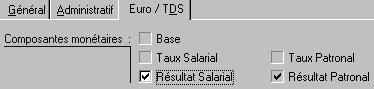 Général Administratif Euro / TDS
Composantes monétaires : Base
Taux Salarial Taux Patronal
Résultat Salarial Résultat Patronal